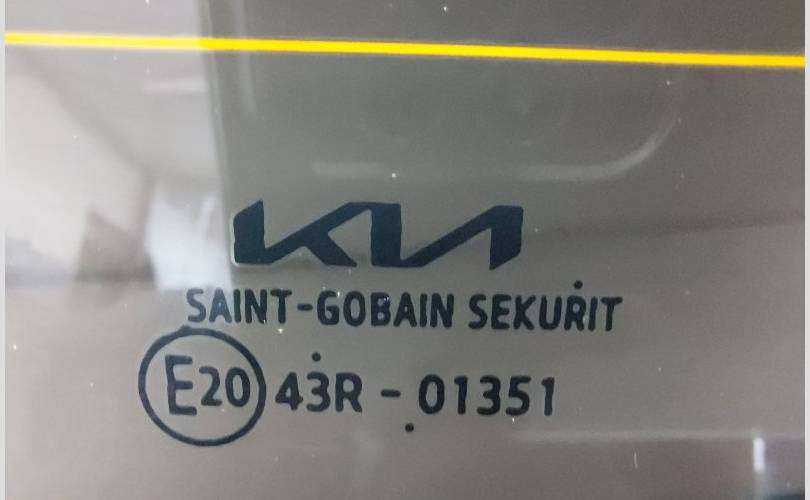 KIA
SAINT-GOBAIN SEKURIT
E20 43R - 01351